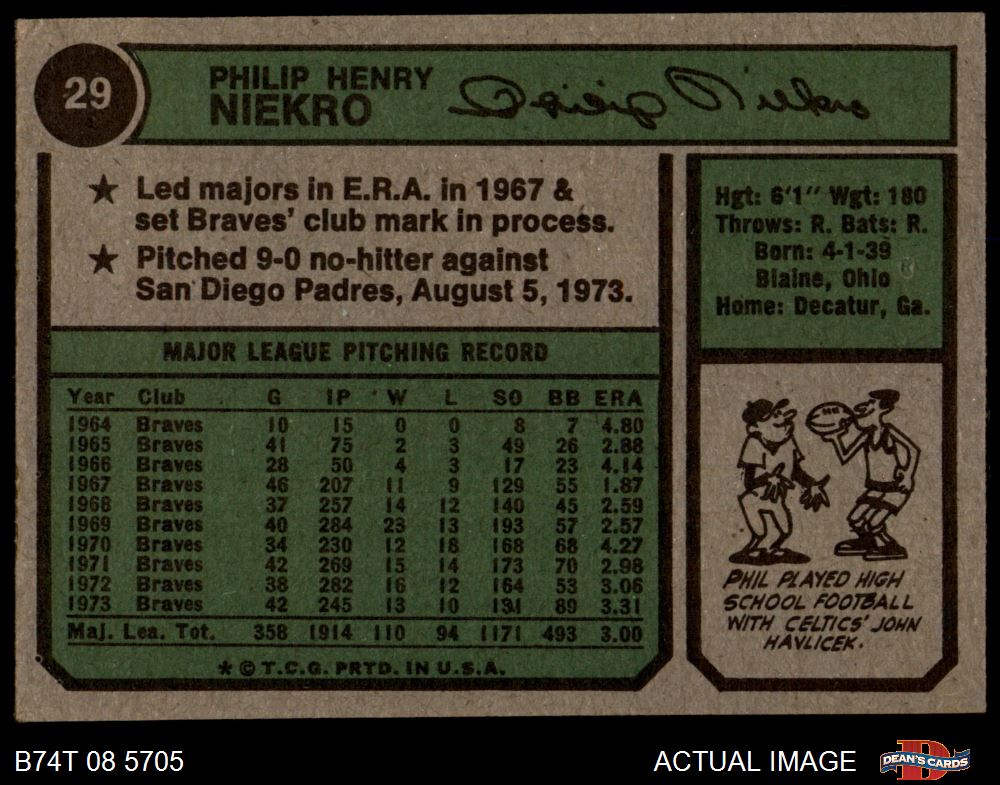 29
PHILIP HENRY
NIEKRO
★ Led majors in E.R.A. in 1967 &
set Braves' club mark in process.
★ Pitched 9-0 no-hitter against
San Diego Padres, August 5, 1973.
Hgt: 6'1" Wgt: 180
Throws: R. Bats: R.
Born: 4-1-39
Blaine, Ohio
Home: Decatur, Ga.
MAJOR LEAGUE PITCHING RECORD
Year Club G IP W L SO BB ERA
1964 Braves 10 15 0 0 8 7 4.80
1965 Braves 41 75 2 3 49 26 2.88
1966 Braves 28 50 4 3 17 23 4.14
1967 Braves 46 207 11 9 129 55 1.87
1968 Braves 37 257 14 12 140 45 2.59
1969 Braves 40 284 23 13 193 57 2.57
1970 Braves 34 230 12 18 168 68 4.27
1971 Braves 42 269 15 14 173 70 2.98
1972 Braves 38 282 16 12 164 53 3.06
1973 Braves 42 245 13 10 131 89 3.31
Maj. Lea. Tot. 358 1914 110 94 1171 493 3.00
* © T.C.G. PRTD. IN U.S.A.
PHIL PLAYED HIGH
SCHOOL FOOTBALL
WITH CELTICS' JOHN
HAVLICEK.
B74T 08 5705
ACTUAL IMAGE
DEAN'S CARDS